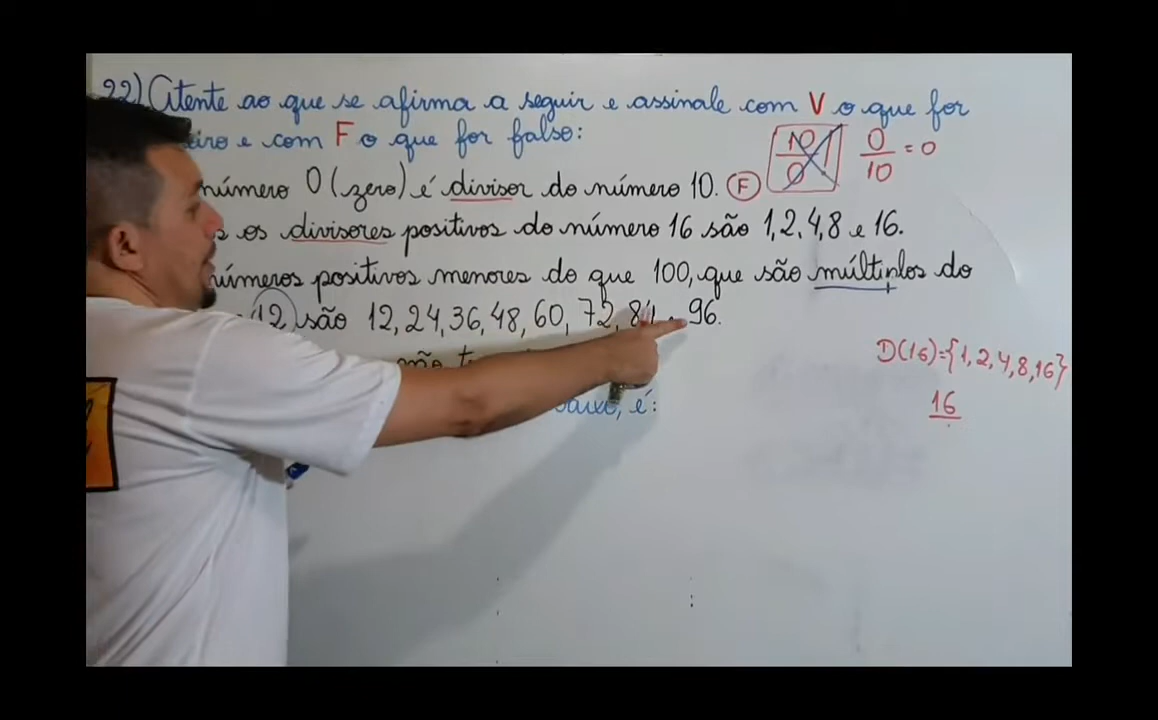 22) Atente ao que se afirma a seguir e assinale com V o que for
e com F o que for falso:
número 0 (zero) é divisor do número 10. (F) 10/0 0/10 = 0
os divisores positivos do número 16 são 1, 2, 4, 8 e 16.
números positivos menores do que 100, que são múltiplos do
12 são 12, 24, 36, 48, 60, 72, 84 96.
não
é:
D(16)={1,2,4,8,16}
16